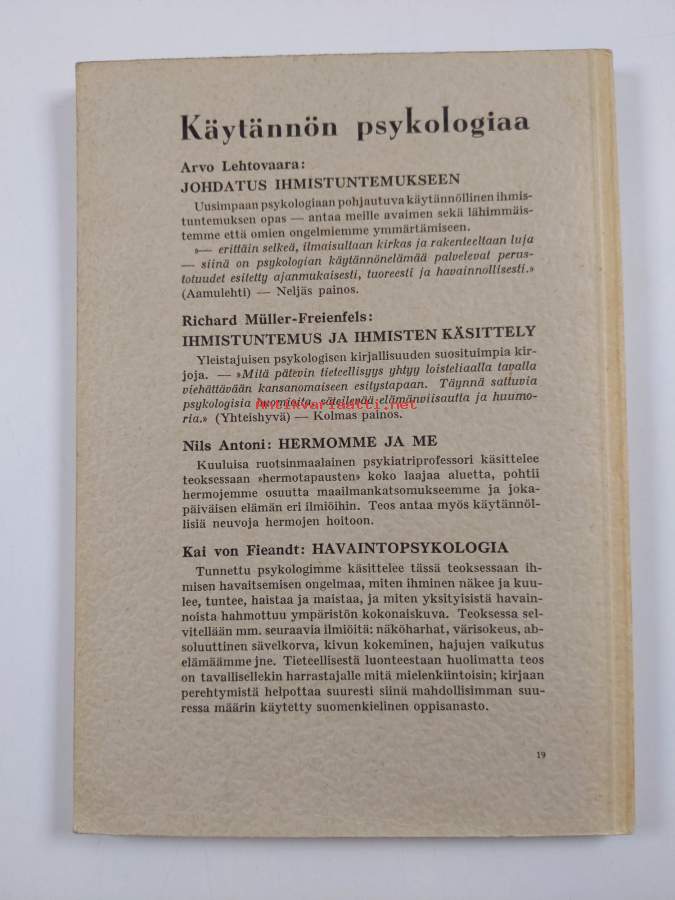 Käytännön psykologiaa
Arvo Lehtovaara:
JOHDATUS IHMISTUNTEMUKSEEN
Uusimpaan psykologiaan pohjautuva käytännöllinen ihmis-
tuntemuksen opas — antaa meille avaimen sekä lähimmäis-
temme että omien ongelmiemme ymmärtämiseen.
»— erittäin selkeä, ilmaisultaan kirkas ja rakenteeltaan luja
— siinä on psykologian käytännönelämää palvelevat perus-
totuudet esitetty ajanmukaisesti, tuoreesti ja havainnollisesti.»
(Aamulehti) — Neljäs painos.
Richard Müller-Freienfels:
IHMISTUNTEMUS JA IHMISTEN KÄSITTELY
Yleistajuisen psykologisen kirjallisuuden suosituimpia kir-
joja. — »Mitä pätevin tieteellisyys yhtyy loisteliaalla tavalla
viehättävään kansanomaiseen esitystapaan. Täynnä sattuvia
psykologisia huomioita, säteilevää elämänviisautta ja huumo-
ria.» (Yhteishyvä) — Kolmas painos.
Antikvariaatti.net
Nils Antoni: HERMOMME JA ME
Kuuluisa ruotsinmaalainen psykiatriprofessori käsittelee
teoksessaan »hermotapausten» koko laajaa aluetta, pohtii
hermojemme osuutta maailmankatsomukseemme ja joka-
päiväisen elämän eri ilmiöihin. Teos antaa myös käytännöl-
lisiä neuvoja hermojen hoitoon.
Kai von Fieandt: HAVAINTOPSYKOLOGIA
Tunnettu psykologimme käsittelee tässä teoksessaan ih-
misen havaitsemisen ongelmaa, miten ihminen näkee ja kuu-
lee, tuntee, haistaa ja maistaa, ja miten yksityisistä havain-
noista hahmottuu ympäristön kokonaiskuva. Teoksessa sel-
vitellään mm. seuraavia ilmiöitä: näköharhat, värisokeus, ab-
soluuttinen sävelkorva, kivun kokeminen, hajujen vaikutus
elämäämme jne. Tieteellisestä luonteestaan huolimatta teos
on tavallisellekin harrastajalle mitä mielenkiintoisin; kirjaan
perehtymistä helpottaa suuresti siinä mahdollisimman suu-
ressa määrin käytetty suomenkielinen oppisanasto.
19